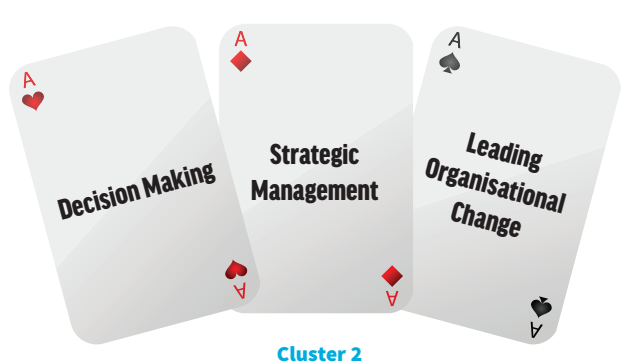 A
Decision Making
A
A
Strategic
Management
A
A
Leading
Organisational
Change
A
Cluster 2